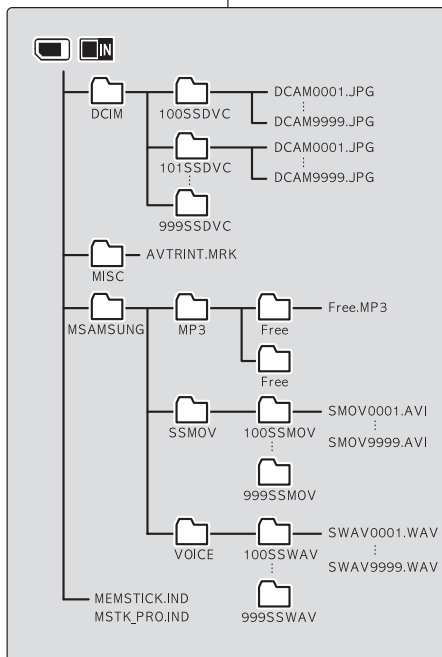 IN
DCIM
100SSDVC
DCAM0001.JPG
DCAM9999.JPG
101SSDVC
DCAM0001.JPG
DCAM9999.JPG
999SSDVC
MISC
AVTRINT.MRK
MSAMSUNG
MP3
Free
Free.MP3
Free
SSMOV
100SSMOV
SMOV0001.AVI
SMOV9999.AVI
999SSMOV
VOICE
100SSWAV
SWAV0001.WAV
SWAV9999.WAV
999SSWAV
MEMSTICK.IND
MSTK_PRO.IND